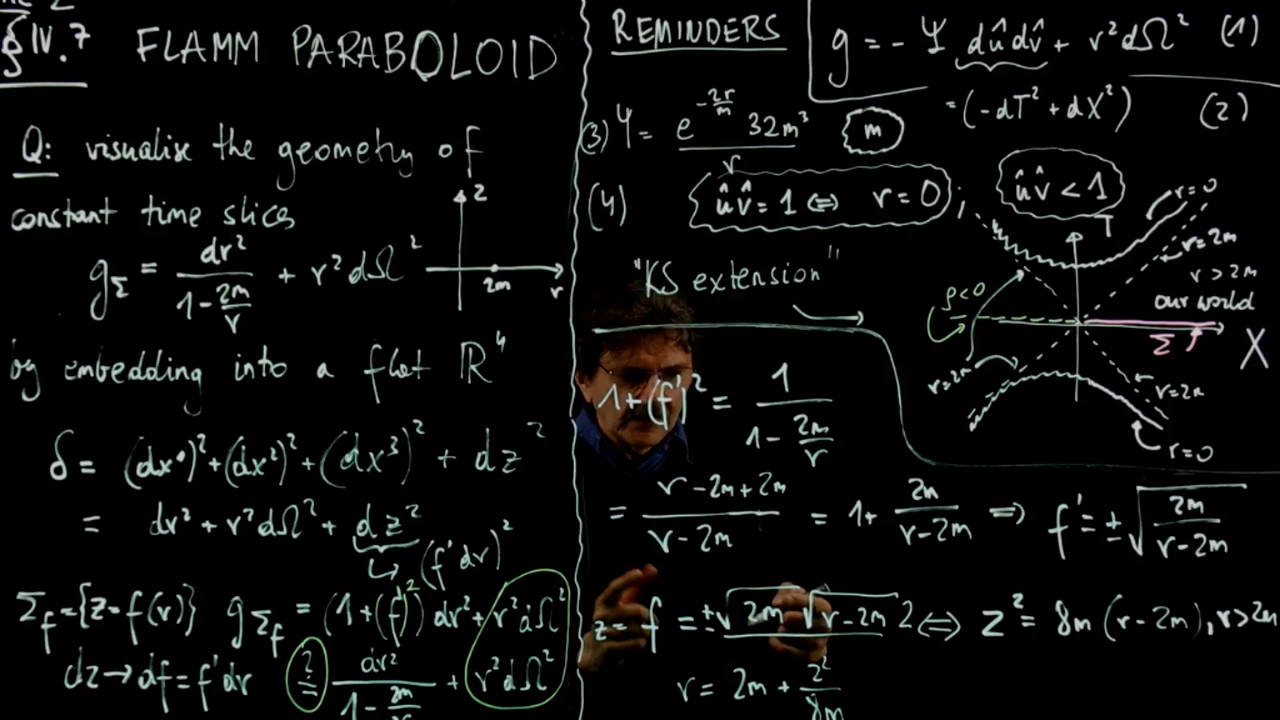 §IV.7 FLAMM PARABOLOID
Q: visualise the geometry of
constant time slices
g_Σ = dr²/(1-2m/r) + r²dΩ²
z
2m r
by embedding into a flat ℝ⁴
δ = (dx¹)²+(dx²)²+(dx³)² + dz²
= dr² + r²dΩ² + dz²
↳ (f'dr)²
Σ_f={z=f(r)} g_Σf = (1+(f')²) dr²+ r²dΩ²
dz→df=f'dr ?= dr²/(1-2m/r) + r²dΩ²
REMINDERS
g = - Ψ dûdv̂ + r²dΩ² (1)
=(-dT²+dX²) (2)
(3) Ψ = e^(-2r/m) 32m³/r m
(4) ûv̂=1 ⇔ r=0 ; ûv̂<1
"KS extension"
T
r=0
r=2m
r>2m
our world
ρ<0
Σ
X
r=2m
r=2m
r=0
1+(f')² = 1/(1-2m/r)
= (r-2m+2m)/(r-2m) = 1+ 2m/(r-2m) ⇒ f'=±√(2m/(r-2m))
z= f =±√2m √r-2m 2 ⇔ z² = 8m (r-2m), r>2m
r= 2m + z²/8m